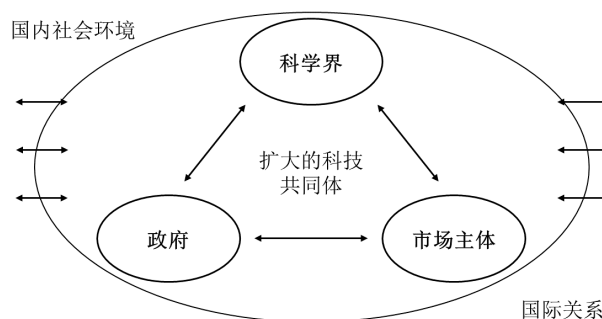 国内社会环境
科学界
扩大的科技
共同体
政府
市场主体
国际关系